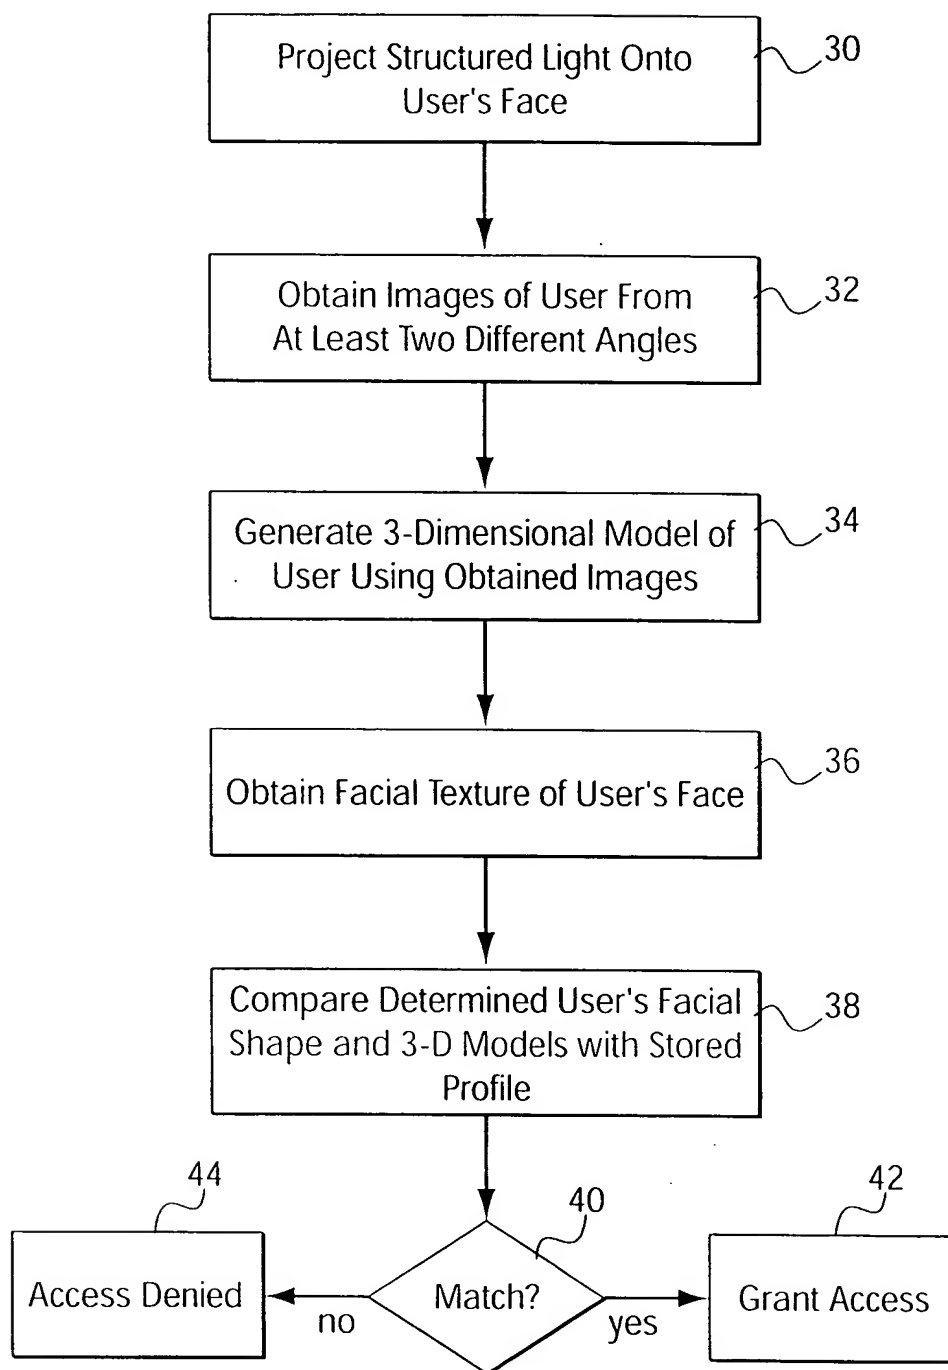 Project Structured Light Onto
User's Face
30
Obtain Images of User From
At Least Two Different Angles
32
Generate 3-Dimensional Model of
User Using Obtained Images
34
Obtain Facial Texture of User's Face
36
Compare Determined User's Facial
Shape and 3-D Models with Stored
Profile
38
44
40
42
Access Denied
no
Match?
yes
Grant Access